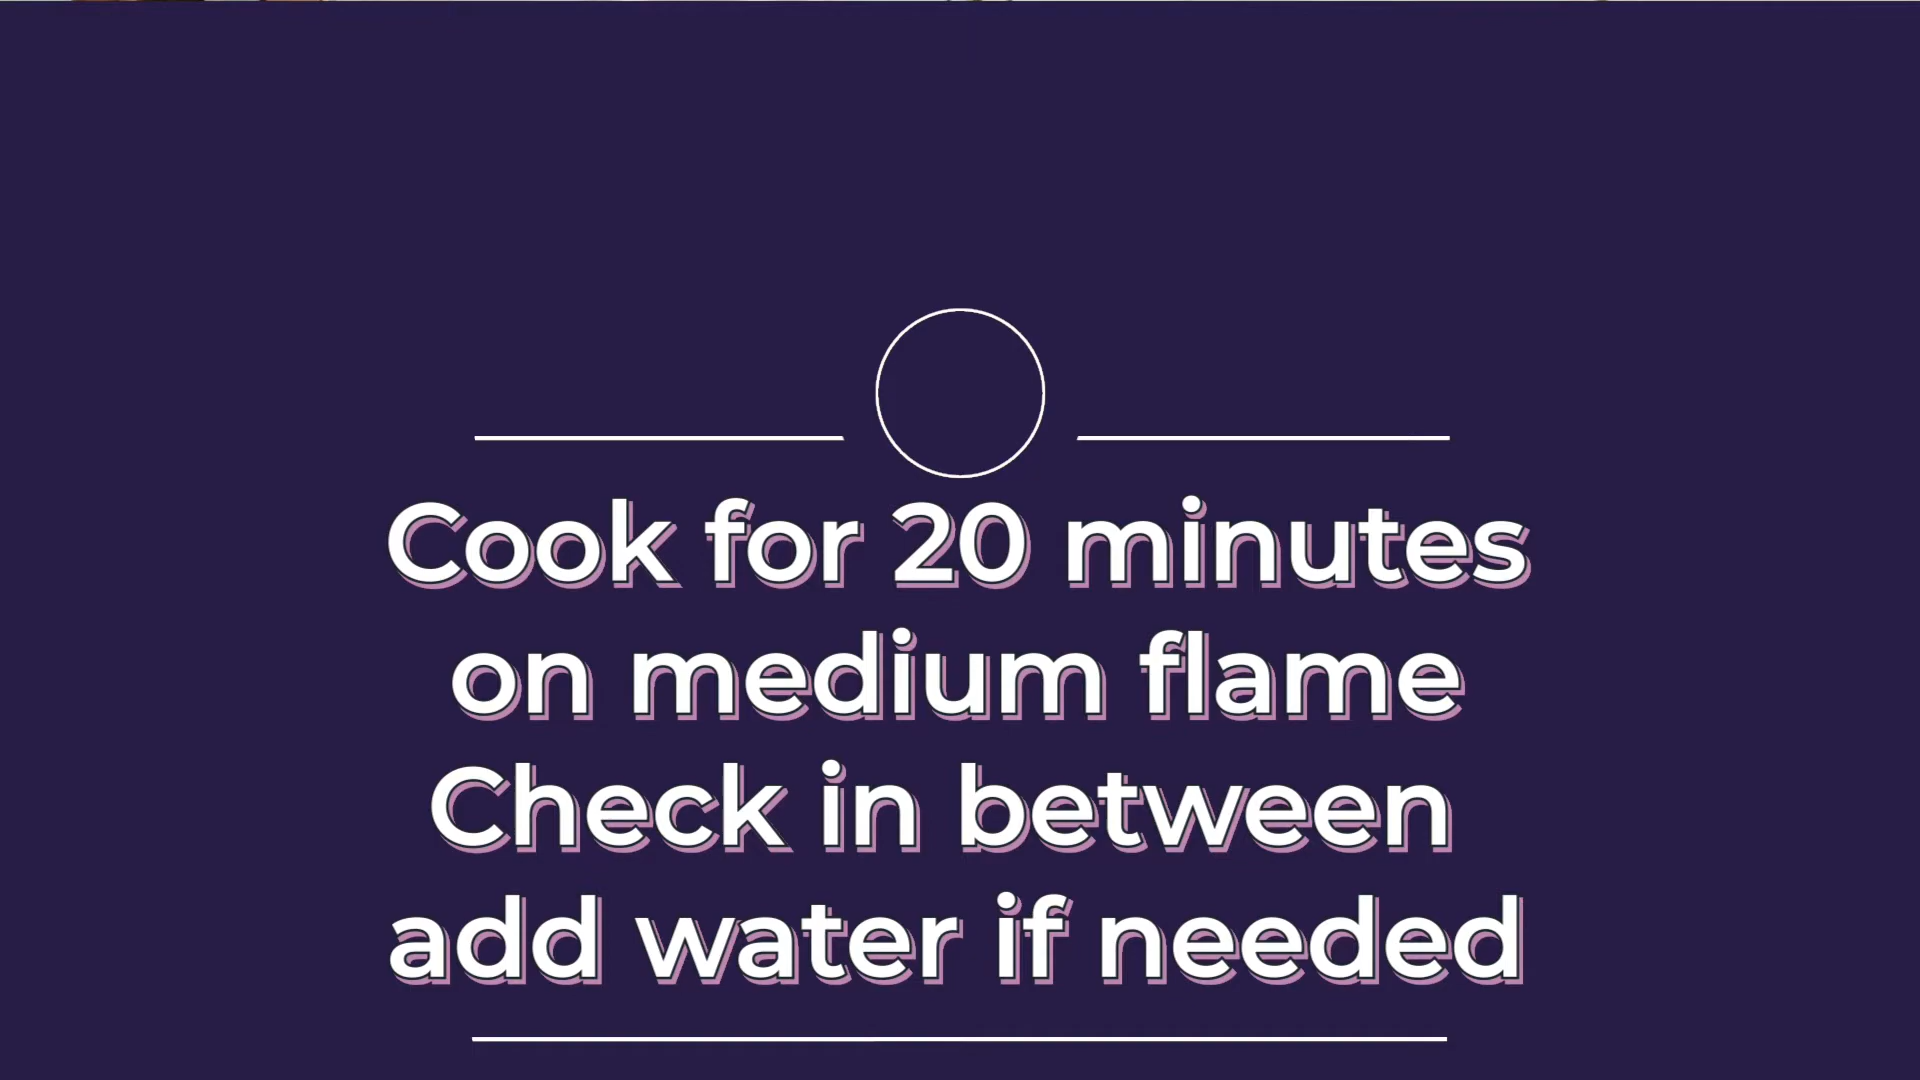 Cook for 20 minutes
on medium flame
Check in between
add water if needed